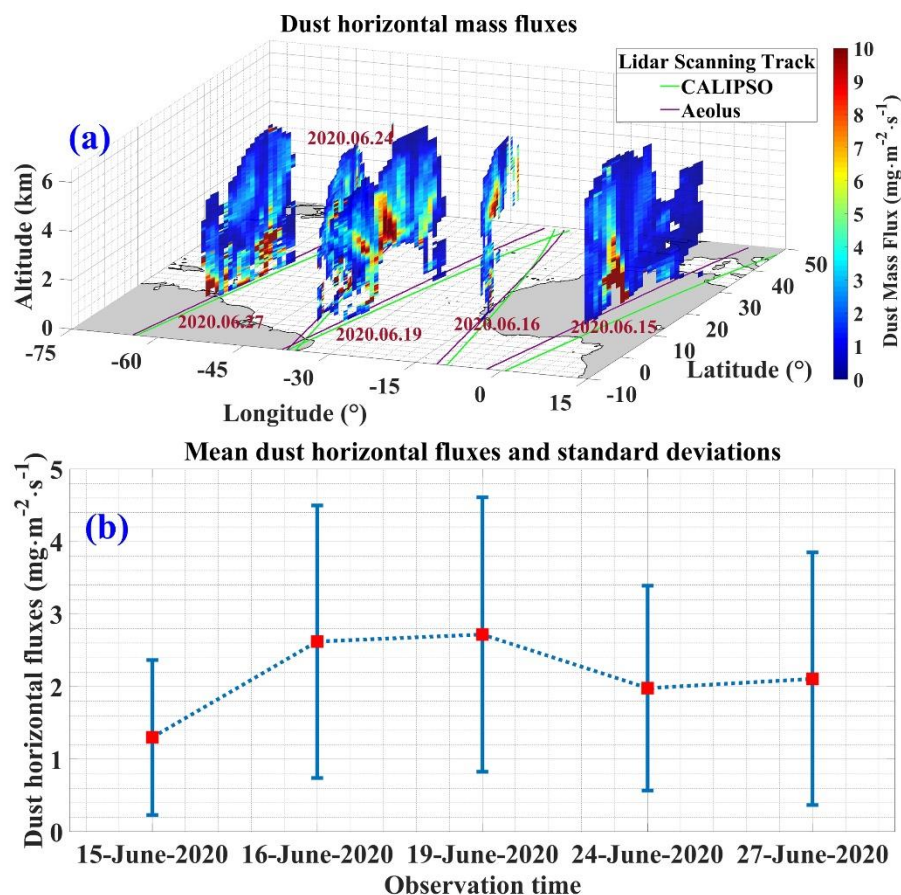 Dust horizontal mass fluxes
(a)
Lidar Scanning Track
CALIPSO
Aeolus
2020.06.24
2020.06.27
2020.06.19
2020.06.16
2020.06.15
Altitude (km)
6
4
2
0
-75
-60
-45
-30
-15
0
15
Longitude (°)
-10
0
10
20
30
40
50
Latitude (°)
10
9
8
7
6
5
4
3
2
1
0
Dust Mass Flux (mg·m-2·s-1)
Mean dust horizontal fluxes and standard deviations
(b)
Dust horizontal fluxes (mg·m-2·s-1)
5
4
3
2
1
0
15-June-2020 16-June-2020 19-June-2020 24-June-2020 27-June-2020
Observation time